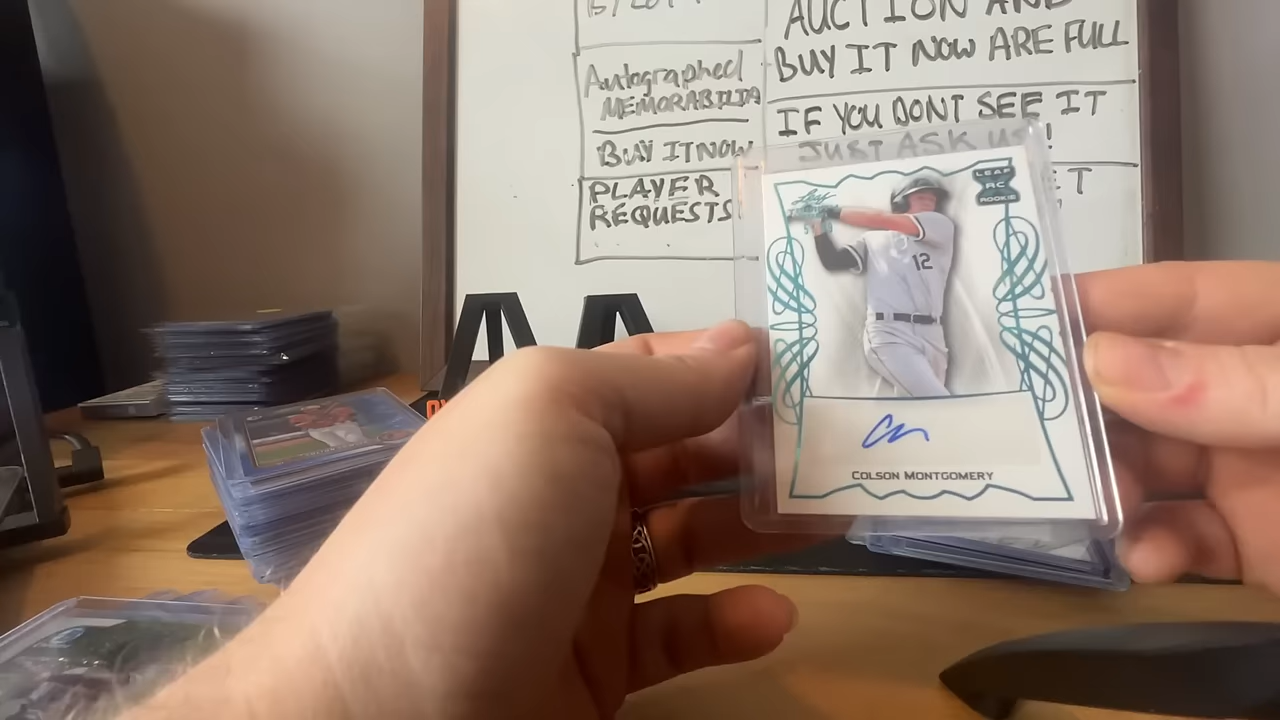 AUCTION AND
BUY IT NOW ARE FULL
Autographed
MEMORABILIA
BUY IT NOW
PLAYER
REQUESTS
IF YOU DONT SEE IT
JUST ASK US!
LEAF
RC
ROOKIE
Leaf
12
COLSON MONTGOMERY